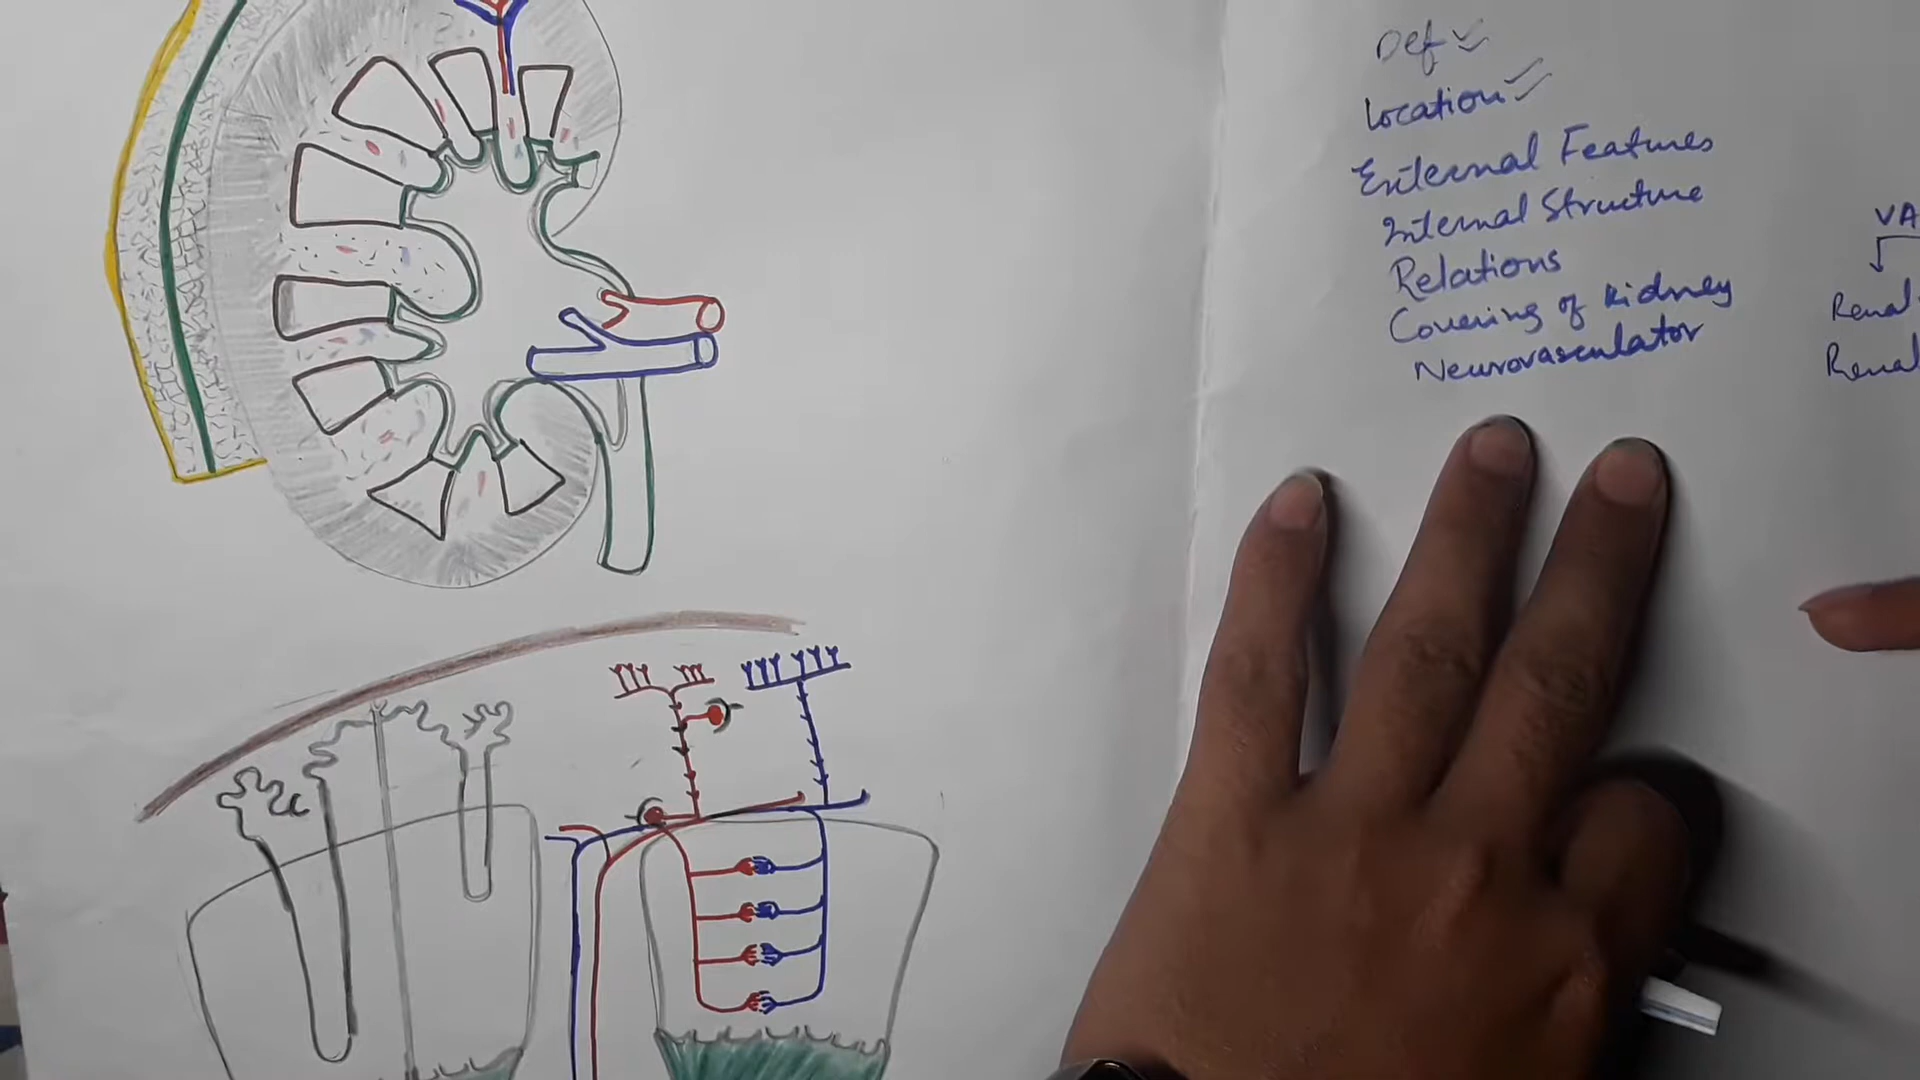 Def
Location
External Features
Internal Structure
Relations
Covering of kidney
Neurovasculator
VA
Renal
Renal